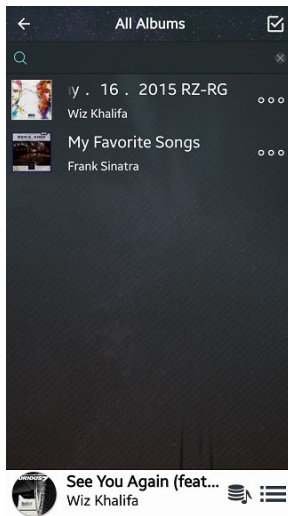 All Albums
y . 16 . 2015 RZ-RG
Wiz Khalifa
My Favorite Songs
Frank Sinatra
See You Again (feat...
Wiz Khalifa